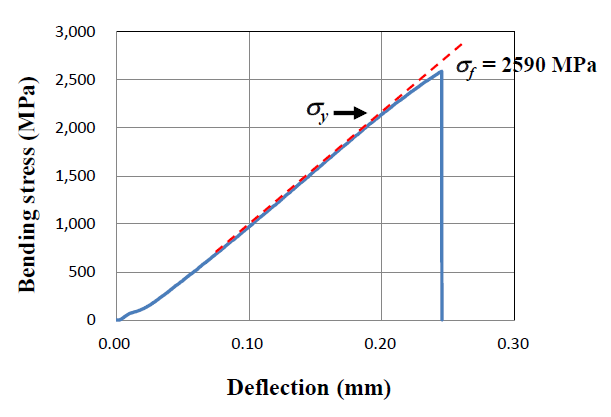 3,000
2,500
2,000
1,500
1,000
500
0
0.00 0.10 0.20 0.30
Bending stress (MPa)
Deflection (mm)
σy
σf = 2590 MPa